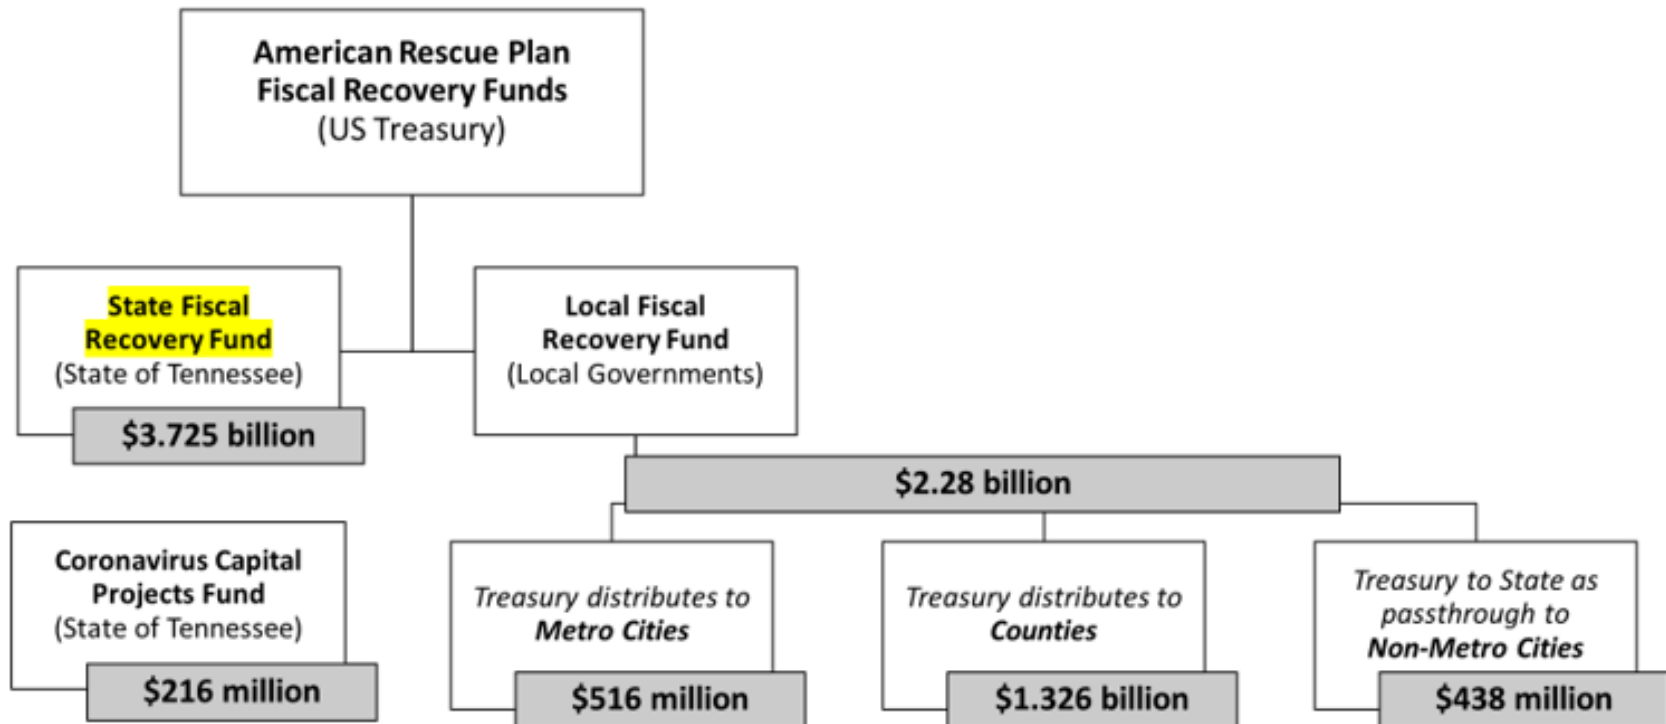 American Rescue Plan
Fiscal Recovery Funds
(US Treasury)
State Fiscal
Recovery Fund
(State of Tennessee)
$3.725 billion
Local Fiscal
Recovery Fund
(Local Governments)
$2.28 billion
Coronavirus Capital
Projects Fund
(State of Tennessee)
$216 million
Treasury distributes to
Metro Cities
$516 million
Treasury distributes to
Counties
$1.326 billion
Treasury to State as
passthrough to
Non-Metro Cities
$438 million